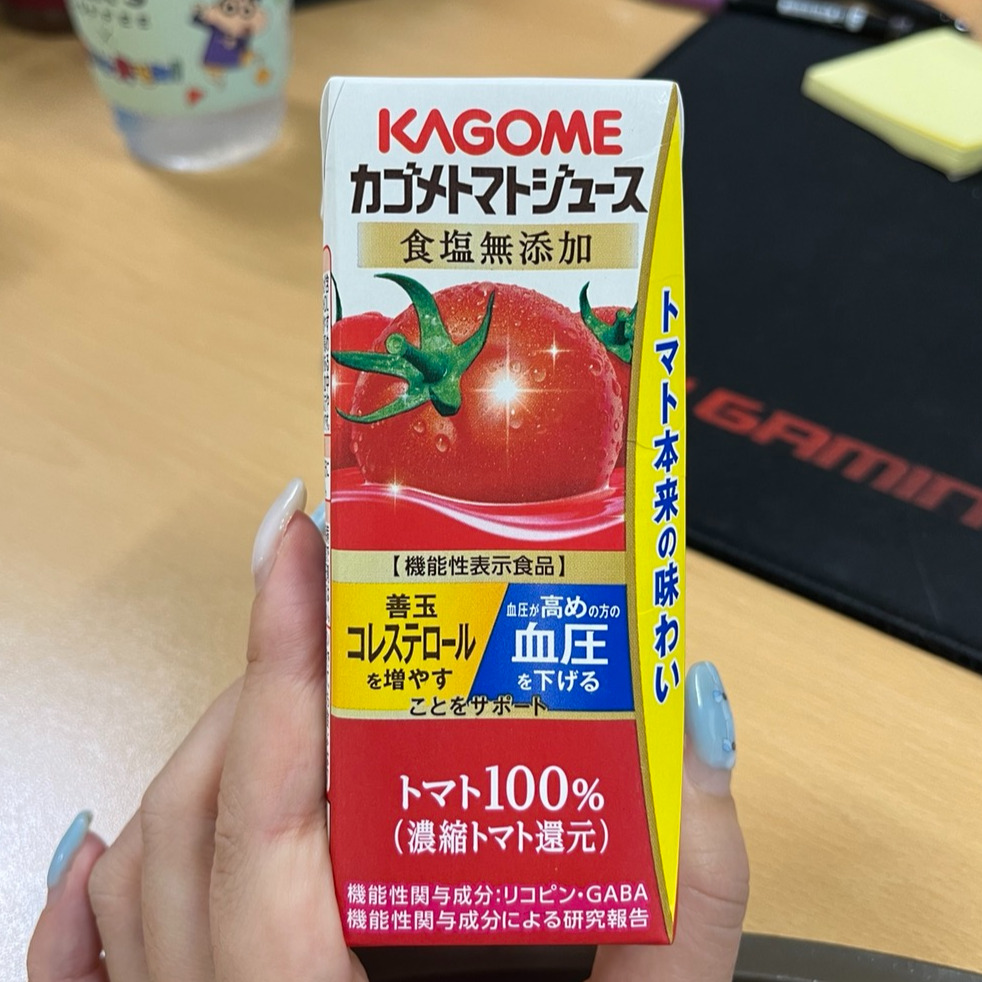 KAGOME
カゴメトマトジュース
食塩無添加
トマト本来の味わい
【機能性表示食品】
善玉
コレステロール
を増やす
血圧が高めの方の
血圧
を下げる
ことをサポート
トマト100%
(濃縮トマト還元)
機能性関与成分:リコピン・GABA
機能性関与成分による研究報告
GAMIN